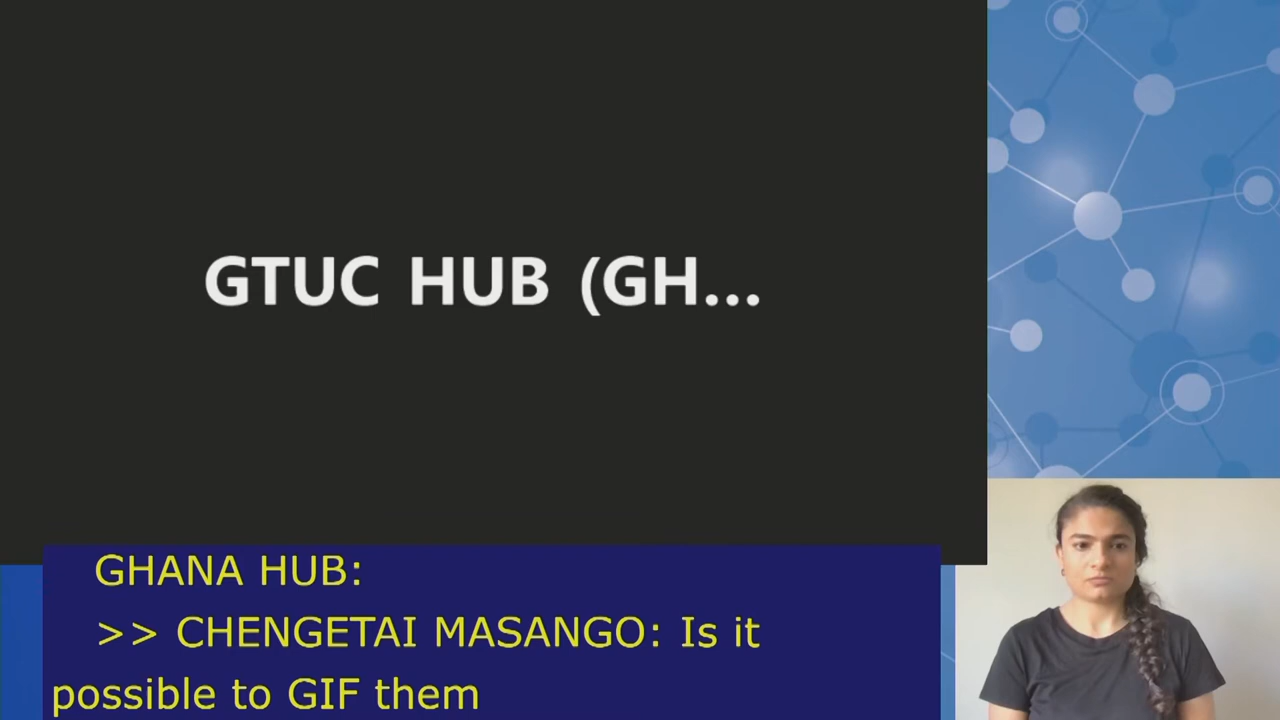 GTUC HUB (GH...
GHANA HUB:
>> CHENGETAI MASANGO: Is it
possible to GIF them